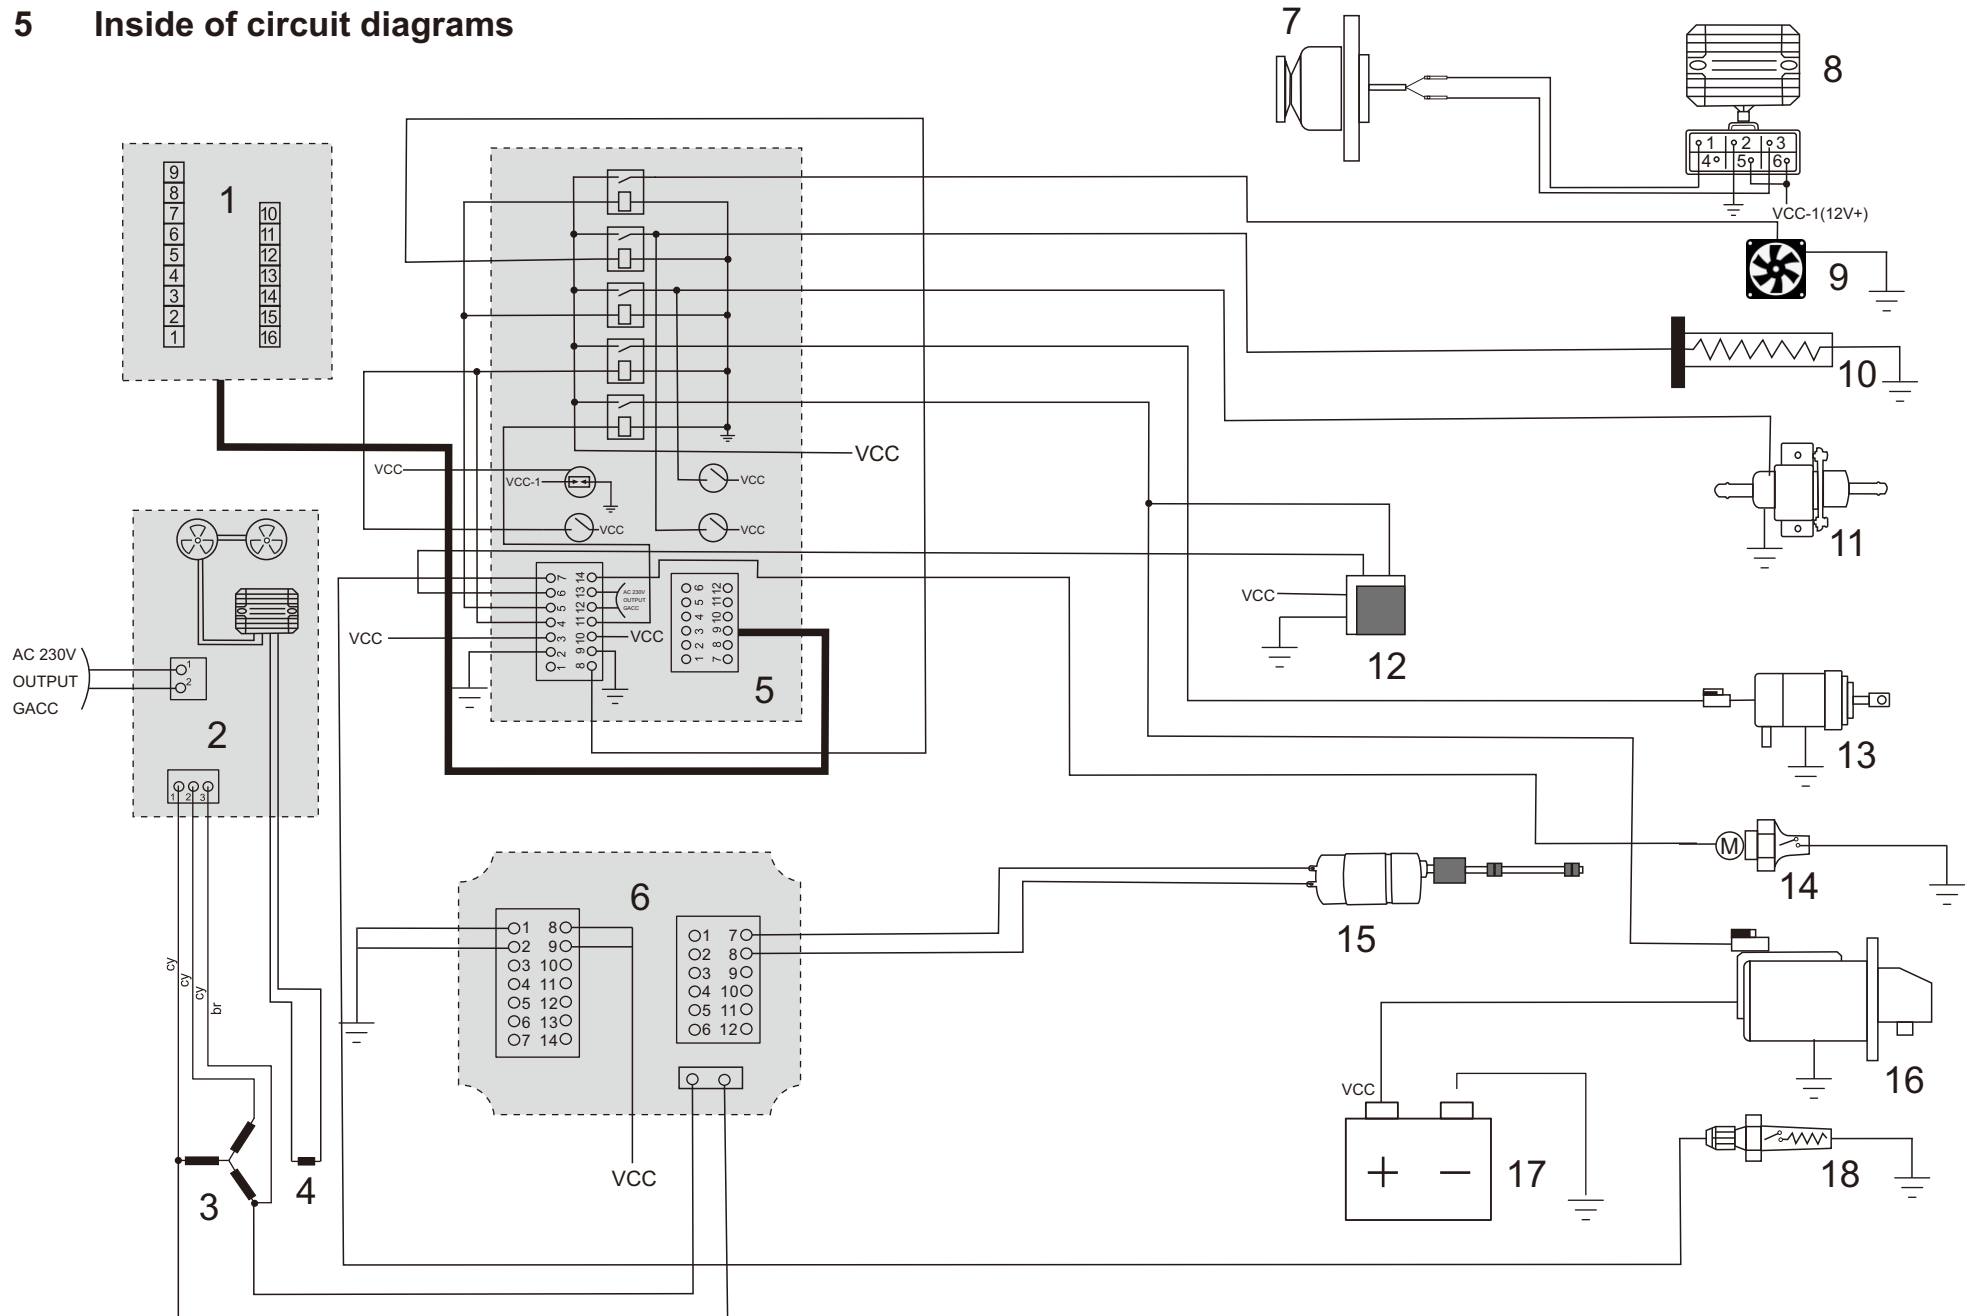 5 Inside of circuit diagrams
7
8
1 2 3
4 5 6
VCC-1(12V+)
9
10
11
1
9
8
7
6
5
4
3
2
1
10
11
12
13
14
15
16
VCC
VCC
VCC-1
VCC
VCC
VCC
7 14
6 13
5 12
4 11
3 10
2 9
1 8
AC 230V
OUTPUT
GACC
VCC
VCC
6 12
5 11
4 10
3 9
2 8
1 7
5
VCC
12
13
M
14
15
16
AC 230V
OUTPUT
GACC
1
2
2
1 2 3
cy
cy
cy
br
3
4
6
1 8
2 9
3 10
4 11
5 12
6 13
7 14
1 7
2 8
3 9
4 10
5 11
6 12
VCC
VCC
+ −
17
18